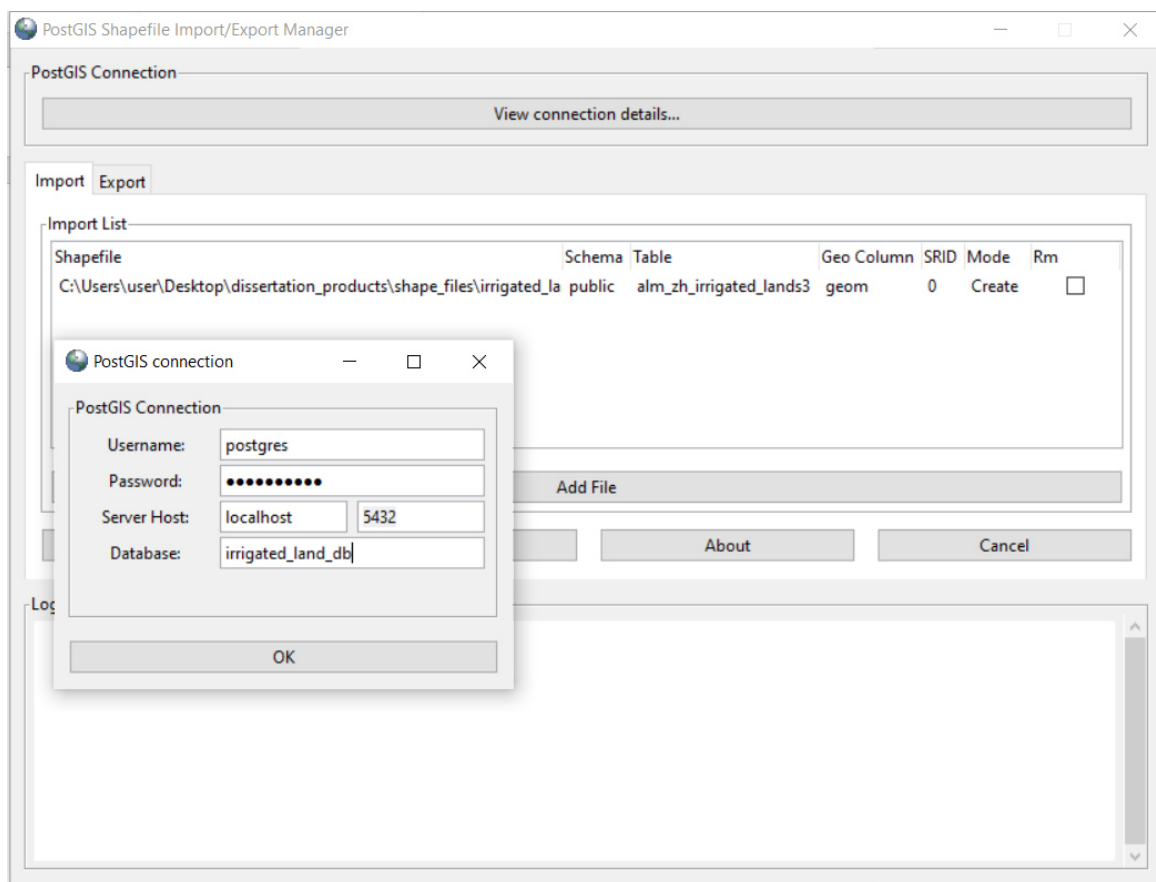 PostGIS Shapefile Import/Export Manager
PostGIS Connection
View connection details...
Import Export
Import List
Shapefile Schema Table Geo Column SRID Mode Rm
C:\Users\user\Desktop\dissertation_products\shape_files\irrigated_la public alm_zh_irrigated_lands3 geom 0 Create
PostGIS connection
PostGIS Connection
Username: postgres
Password: ●●●●●●●●●●
Server Host: localhost 5432
Database: irrigated_land_db
OK
Add File
About Cancel
Log